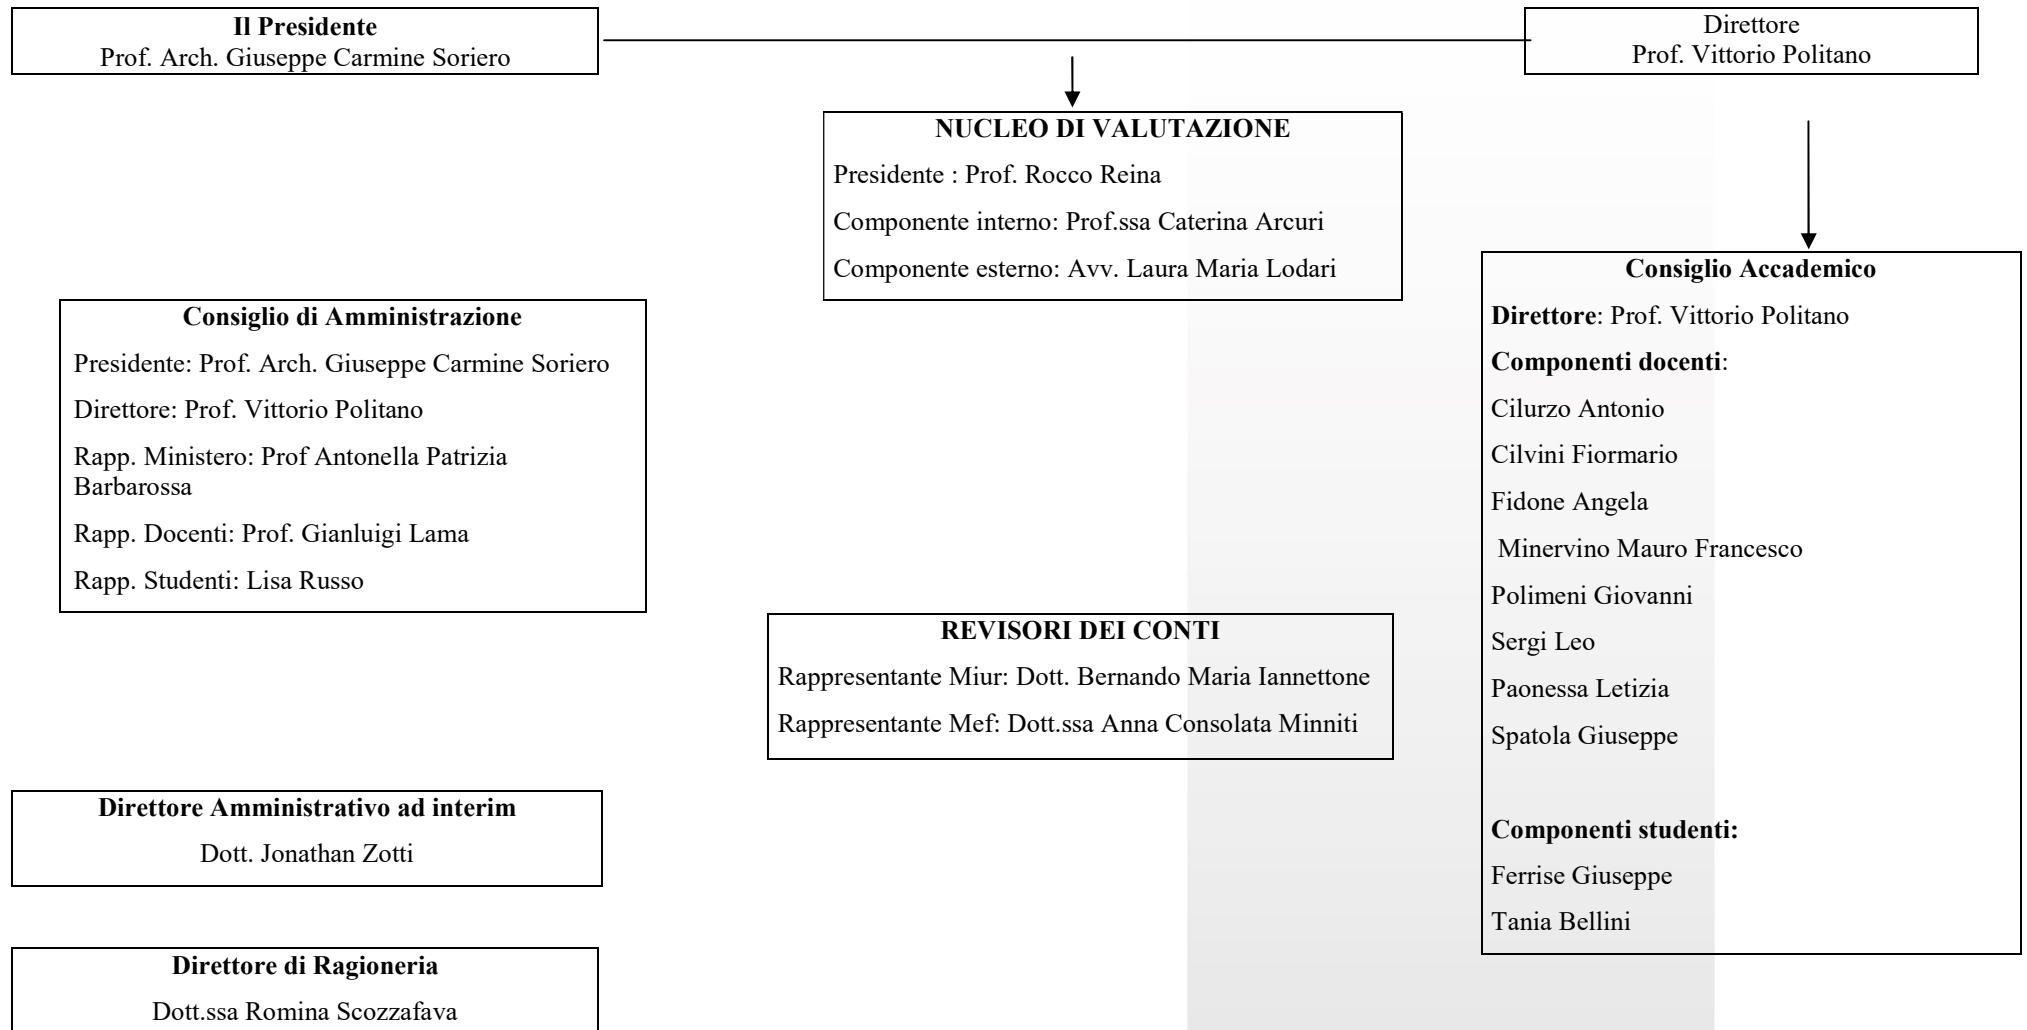 Il Presidente
Prof. Arch. Giuseppe Carmine Soriero
Direttore
Prof. Vittorio Politano
NUCLEO DI VALUTAZIONE
Presidente : Prof. Rocco Reina
Componente interno: Prof.ssa Caterina Arcuri
Componente esterno: Avv. Laura Maria Lodari
Consiglio di Amministrazione
Presidente: Prof. Arch. Giuseppe Carmine Soriero
Direttore: Prof. Vittorio Politano
Rapp. Ministero: Prof Antonella Patrizia
Barbarossa
Rapp. Docenti: Prof. Gianluigi Lama
Rapp. Studenti: Lisa Russo
Consiglio Accademico
Direttore: Prof. Vittorio Politano
Componenti docenti:
Cilurzo Antonio
Cilvini Fiormario
Fidone Angela
Minervino Mauro Francesco
Polimeni Giovanni
Sergi Leo
Paonessa Letizia
Spatola Giuseppe
Componenti studenti:
Ferrise Giuseppe
Tania Bellini
REVISORI DEI CONTI
Rappresentante Miur: Dott. Bernando Maria Iannettone
Rappresentante Mef: Dott.ssa Anna Consolata Minniti
Direttore Amministrativo ad interim
Dott. Jonathan Zotti
Direttore di Ragioneria
Dott.ssa Romina Scozzafava